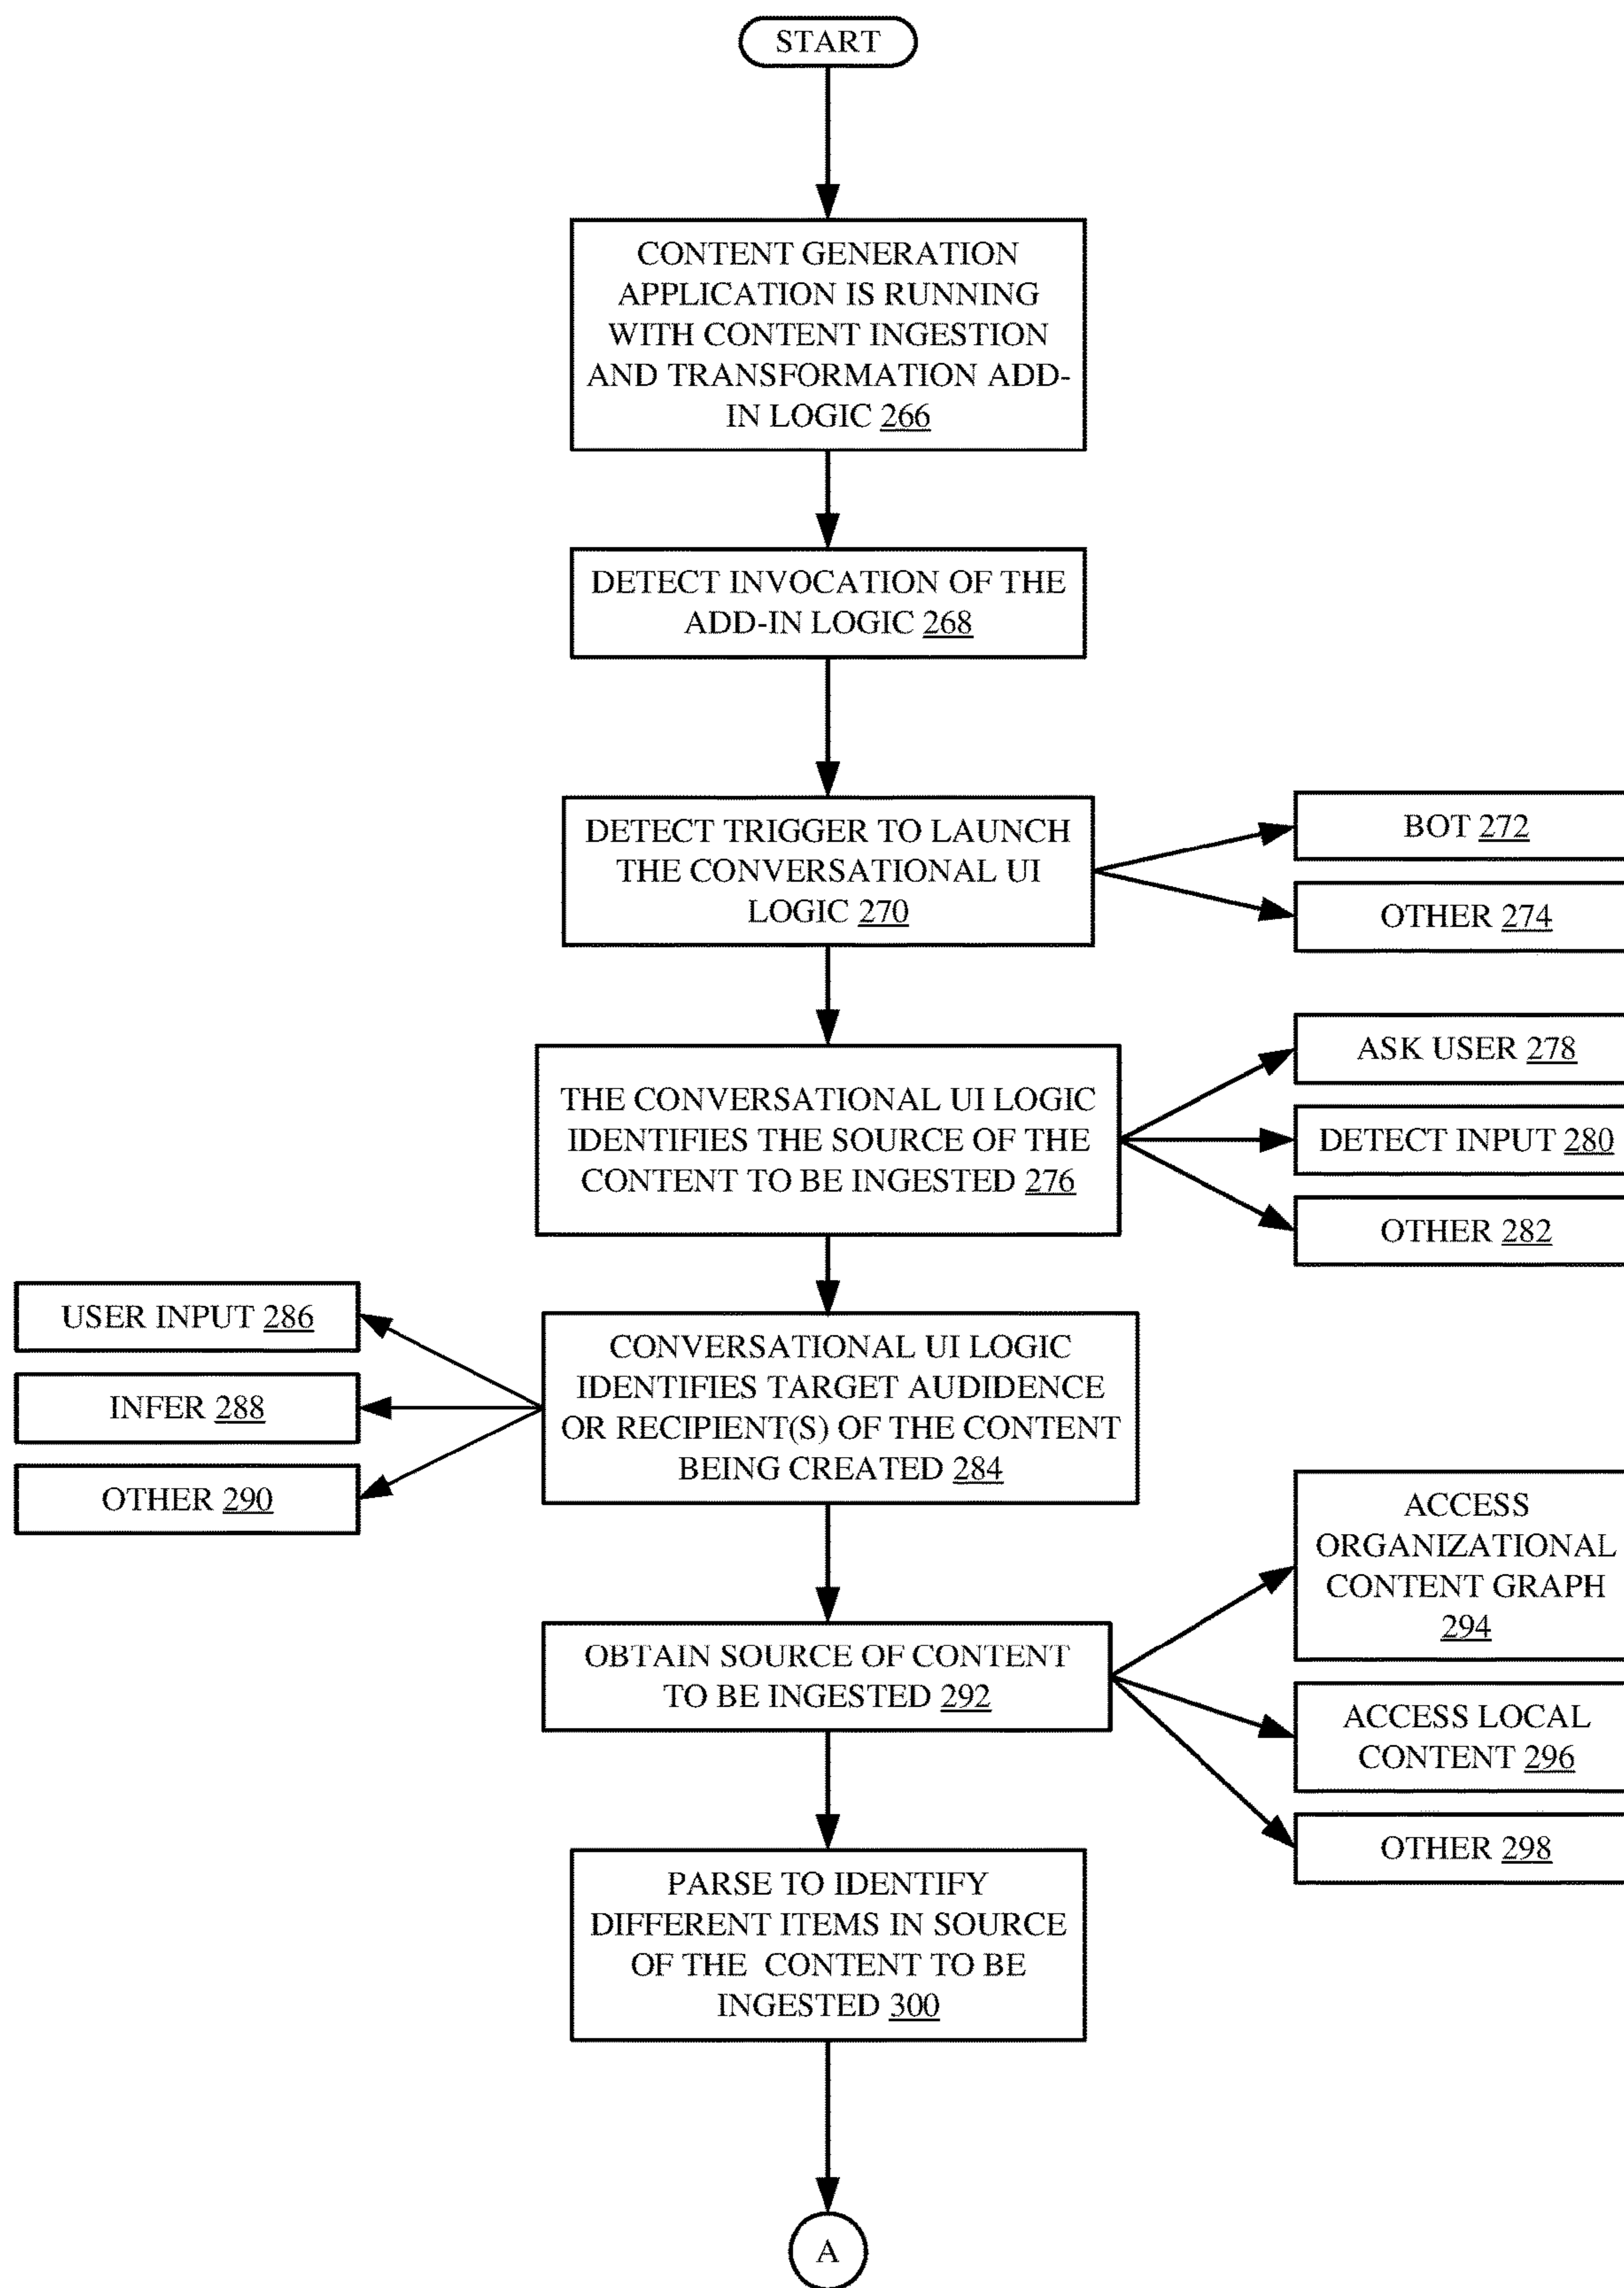 START
CONTENT GENERATION
APPLICATION IS RUNNING
WITH CONTENT INGESTION
AND TRANSFORMATION ADD-
IN LOGIC 266
DETECT INVOCATION OF THE
ADD-IN LOGIC 268
DETECT TRIGGER TO LAUNCH
THE CONVERSATIONAL UI
LOGIC 270
BOT 272
OTHER 274
THE CONVERSATIONAL UI LOGIC
IDENTIFIES THE SOURCE OF THE
CONTENT TO BE INGESTED 276
ASK USER 278
DETECT INPUT 280
OTHER 282
CONVERSATIONAL UI LOGIC
IDENTIFIES TARGET AUDIDENCE
OR RECIPIENT(S) OF THE CONTENT
BEING CREATED 284
USER INPUT 286
INFER 288
OTHER 290
OBTAIN SOURCE OF CONTENT
TO BE INGESTED 292
ACCESS
ORGANIZATIONAL
CONTENT GRAPH
294
ACCESS LOCAL
CONTENT 296
OTHER 298
PARSE TO IDENTIFY
DIFFERENT ITEMS IN SOURCE
OF THE CONTENT TO BE
INGESTED 300
A